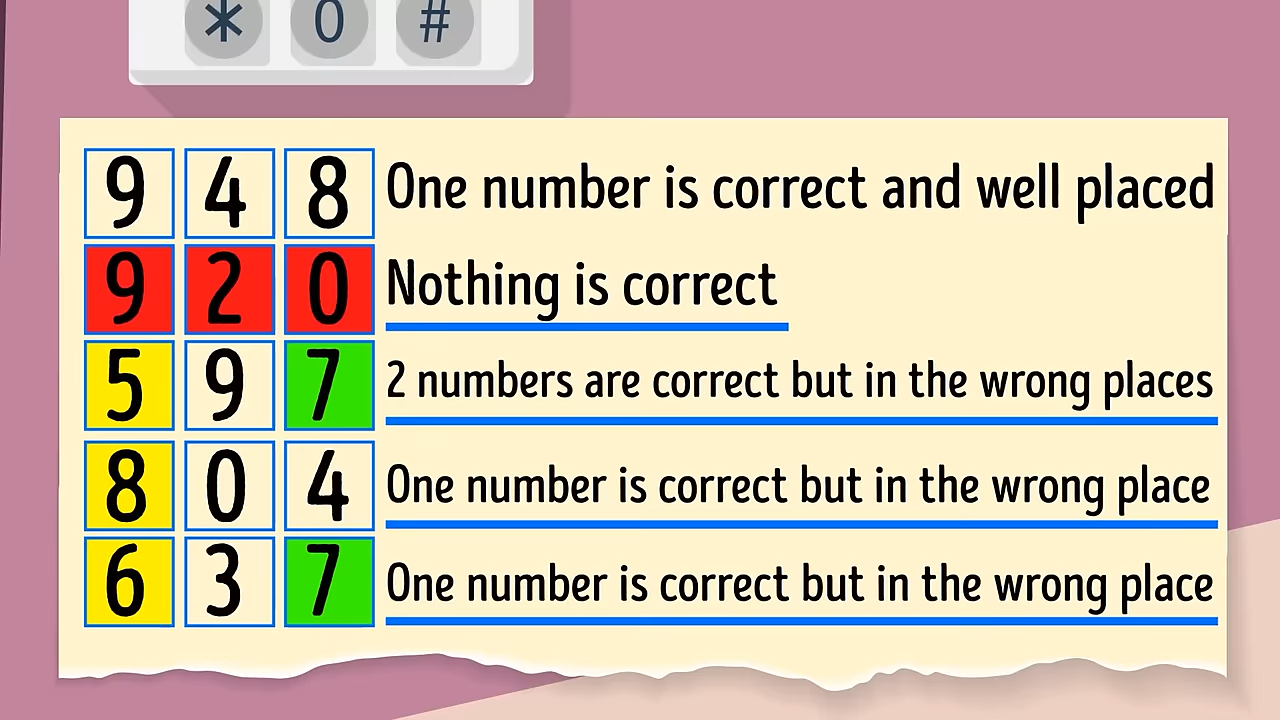 * 0 #
9 4 8 One number is correct and well placed
9 2 0 Nothing is correct
5 9 7 2 numbers are correct but in the wrong places
8 0 4 One number is correct but in the wrong place
6 3 7 One number is correct but in the wrong place